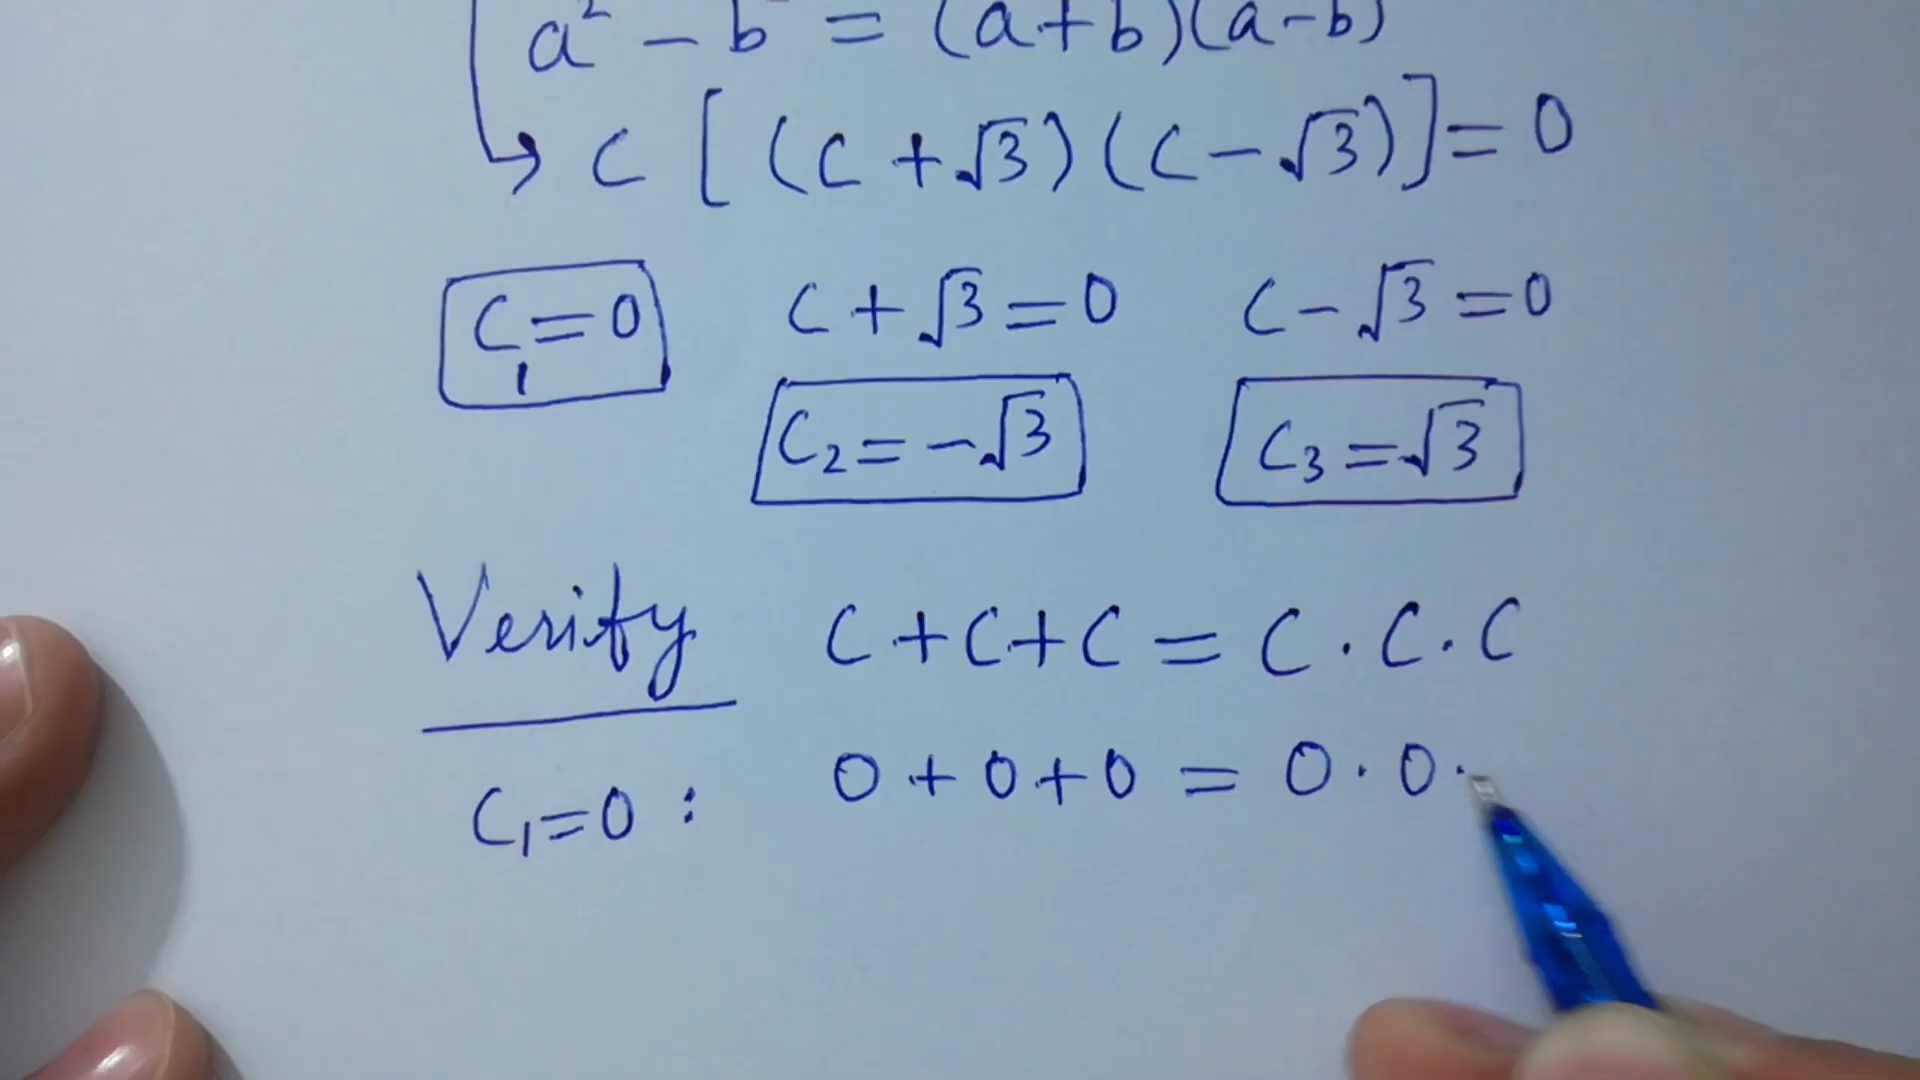 a² - b = (a+b)(a-b)
C [(C+√3)(C-√3)] = 0
C₁=0 C+√3=0 C-√3=0
C₂=-√3 C₃=√3
Verify C+C+C = C·C·C
C₁=0 : 0+0+0 = 0·0·